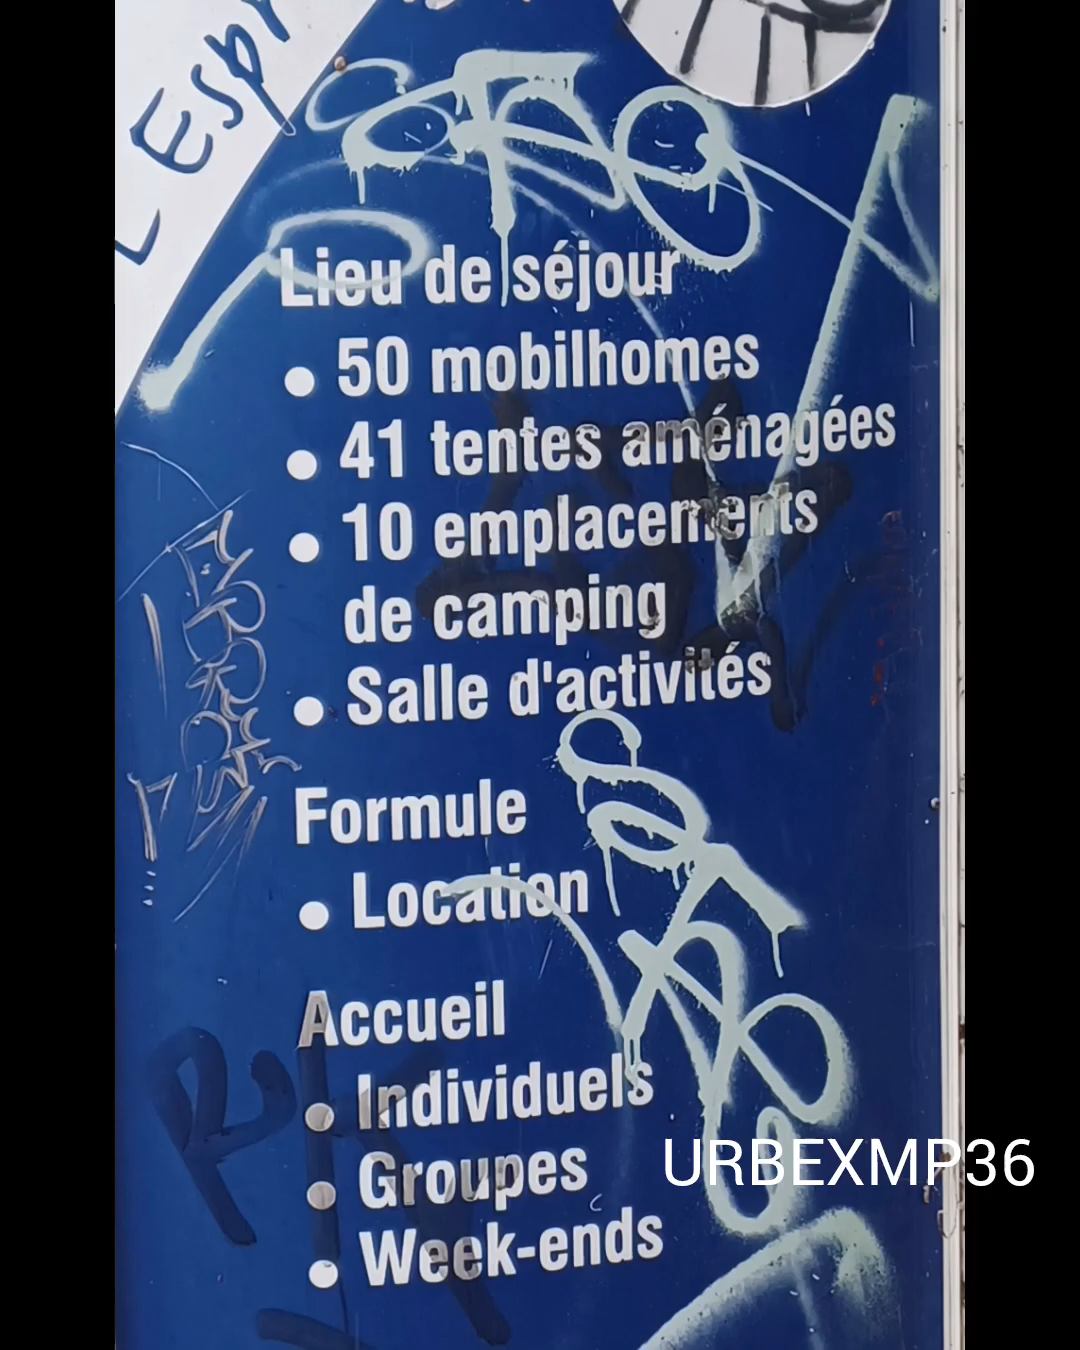 L'Espr
Lieu de séjour
• 50 mobilhomes
• 41 tentes aménagées
• 10 emplacements
de camping
• Salle d'activités
Formule
• Location
Accueil
• Individuels
• Groupes
• Week-ends
URBEXMP36